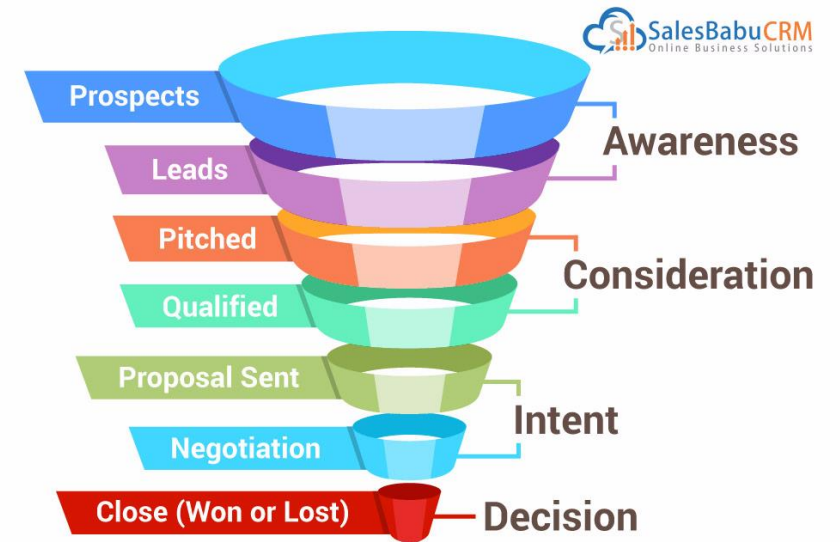 SalesBabuCRM
Online Business Solutions
Prospects
Awareness
Leads
Pitched
Consideration
Qualified
Proposal Sent
Intent
Negotiation
Close (Won or Lost)
Decision